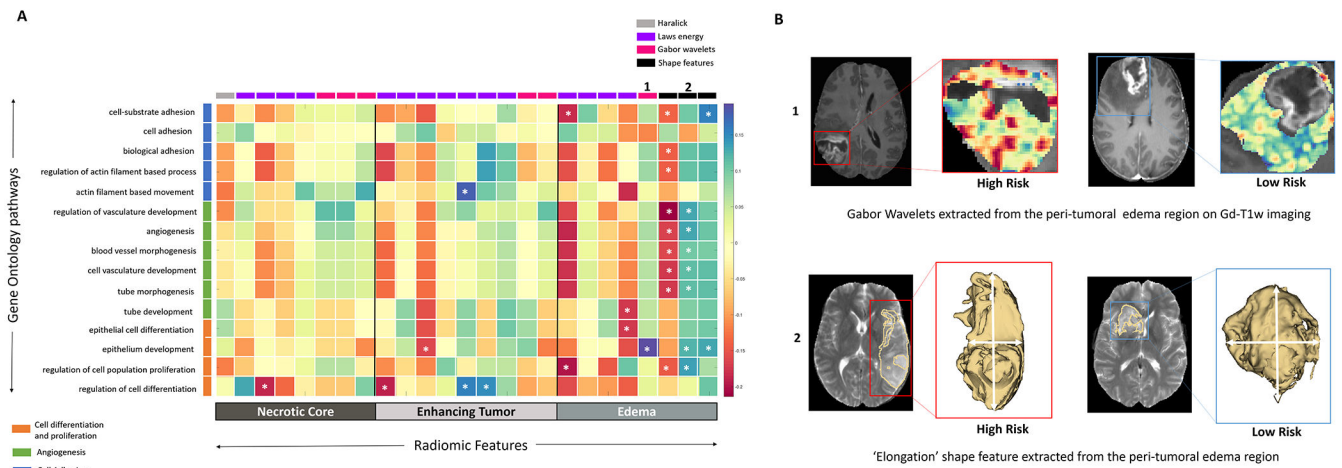 A
B
Haralick
Laws energy
Gabor wavelets
Shape features
1
2
Gene Ontology pathways
cell-substrate adhesion
cell adhesion
biological adhesion
regulation of actin filament based process
actin filament based movement
regulation of vasculature development
angiogenesis
blood vessel morphogenesis
cell vasculature development
tube morphogenesis
tube development
epithelial cell differentiation
epithelium development
regulation of cell population proliferation
regulation of cell differentiation
0.15
0.1
0.05
0
-0.05
-0.1
-0.15
-0.2
Necrotic Core
Enhancing Tumor
Edema
Radiomic Features
Cell differentiation
and proliferation
Angiogenesis
1
High Risk
Low Risk
Gabor Wavelets extracted from the peri-tumoral edema region on Gd-T1w imaging
2
High Risk
Low Risk
'Elongation' shape feature extracted from the peri-tumoral edema region